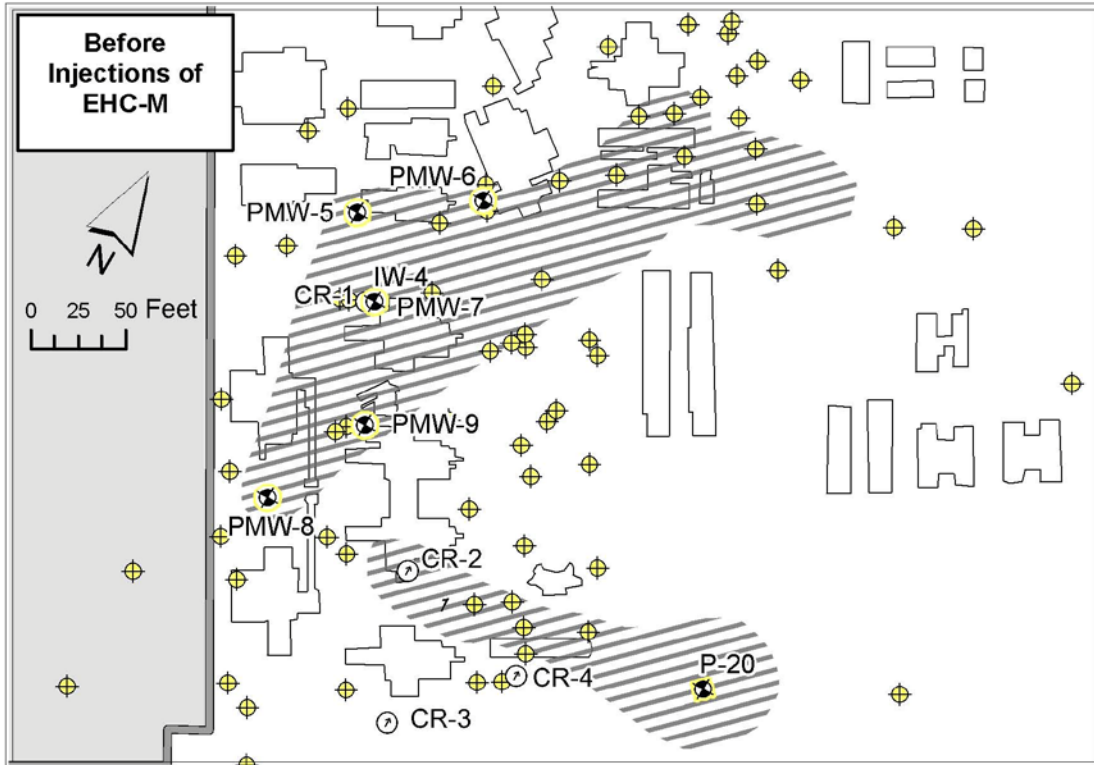 Before
Injections of
EHC-M
N
0 25 50 Feet
PMW-6
PMW-5
IW-4
CR-1
PMW-7
PMW-9
PMW-8
CR-2
1
P-20
CR-4
CR-3